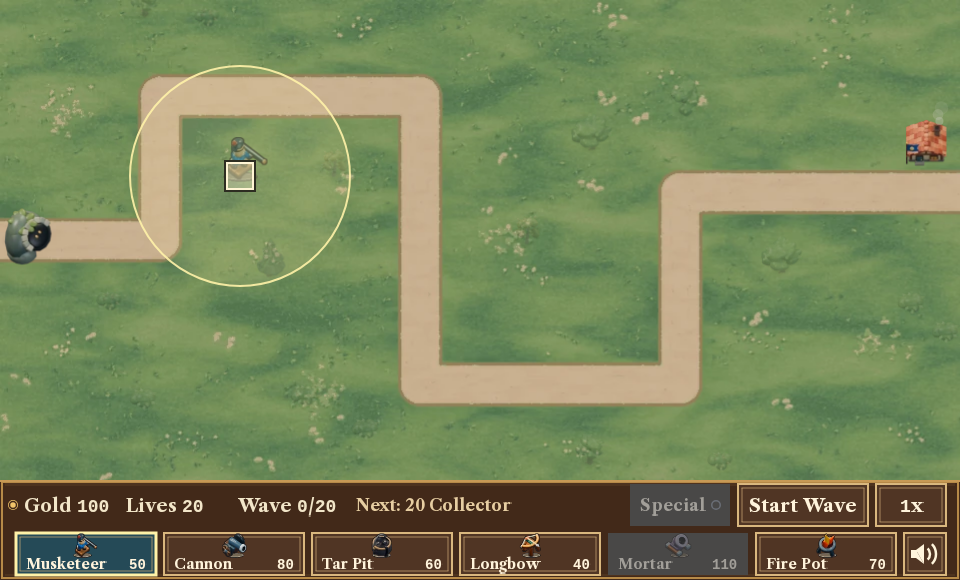 Gold 100 Lives 20 Wave 0/20 Next: 20 Collector Special Start Wave 1x
Musketeer 50 Cannon 80 Tar Pit 60 Longbow 40 Mortar 110 Fire Pot 70